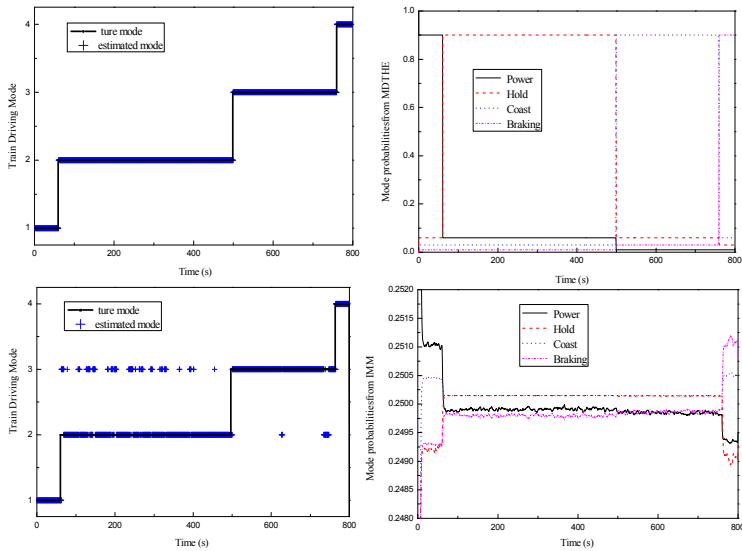 4
3
2
1
Train Driving Mode
ture mode
estimated mode
0
200
400
600
800
Time (s)
1.0
0.8
0.6
0.4
0.2
0.0
Mode probabilitiesfrom MDTHE
Power
Hold
Coast
Braking
0
200
400
600
800
Time (s)
4
3
2
1
Train Driving Mode
ture mode
estimated mode
0
200
400
600
800
Time (s)
0.2520
0.2515
0.2510
0.2505
0.2500
0.2495
0.2490
0.2485
0.2480
Mode probabilitiesfrom IMM
Power
Hold
Coast
Braking
0
200
400
600
800
Time (s)